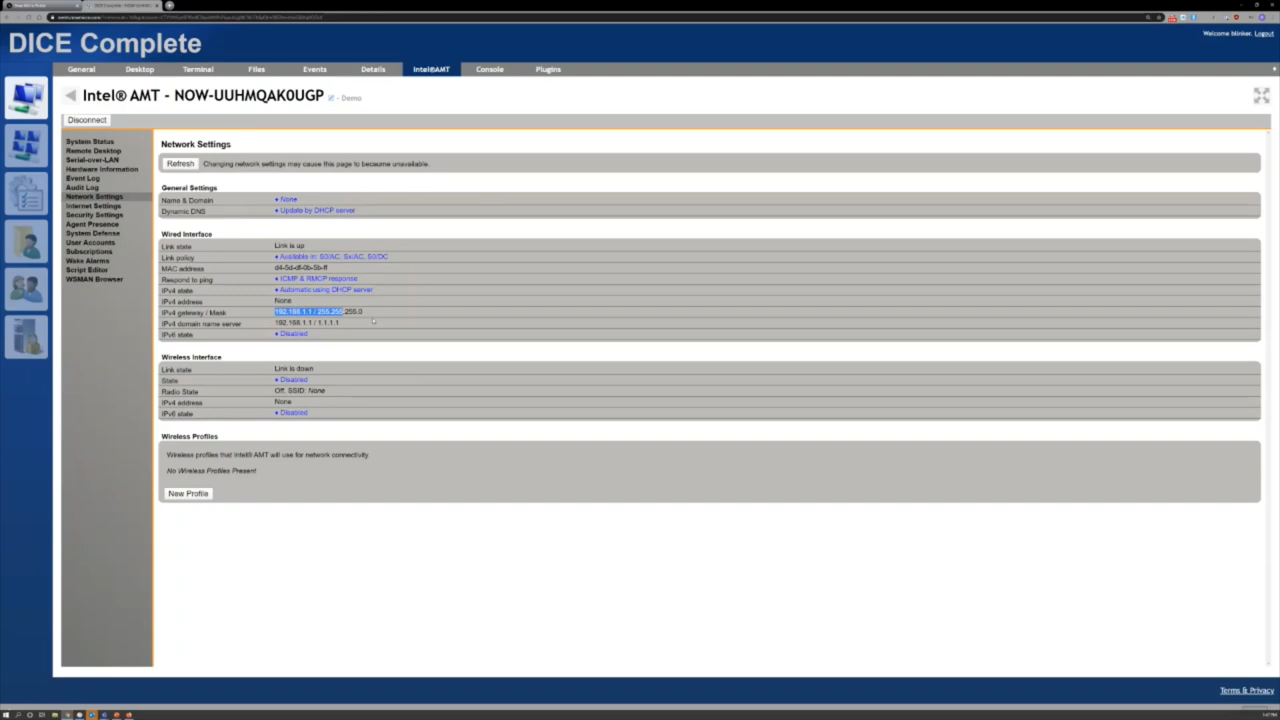 DICE Complete
Welcome blinker. Logout
General Desktop Terminal Files Events Details Intel®AMT Console Plugins
Intel® AMT - NOW-UUHMQAK0UGP - Demo
Disconnect
System Status
Remote Desktop
Serial-over-LAN
Hardware Information
Event Log
Audit Log
Network Settings
Internet Settings
Security Settings
Agent Presence
System Defense
User Accounts
Subscriptions
Wake Alarms
Script Editor
WSMAN Browser
Network Settings
Refresh Changing network settings may cause this page to became unavailable.
General Settings
Name & Domain None
Dynamic DNS Update by DHCP server
Wired Interface
Link state Link is up
Link policy Available in: S0/AC, Sx/AC, S0/DC
MAC address d4-5d-df-0b-5b-ff
Respond to ping ICMP & RMCP response
IPv4 state Automatic using DHCP server
IPv4 address None
IPv4 gateway / Mask 192.168.1.1 / 255.255.255.0
IPv4 domain name server 192.168.1.1 / 1.1.1.1
IPv6 state Disabled
Wireless Interface
Link state Link is down
State Disabled
Radio State Off, SSID: None
IPv4 address None
IPv6 state Disabled
Wireless Profiles
Wireless profiles that Intel® AMT will use for network connectivity.
No Wireless Profiles Present
New Profile
Terms & Privacy